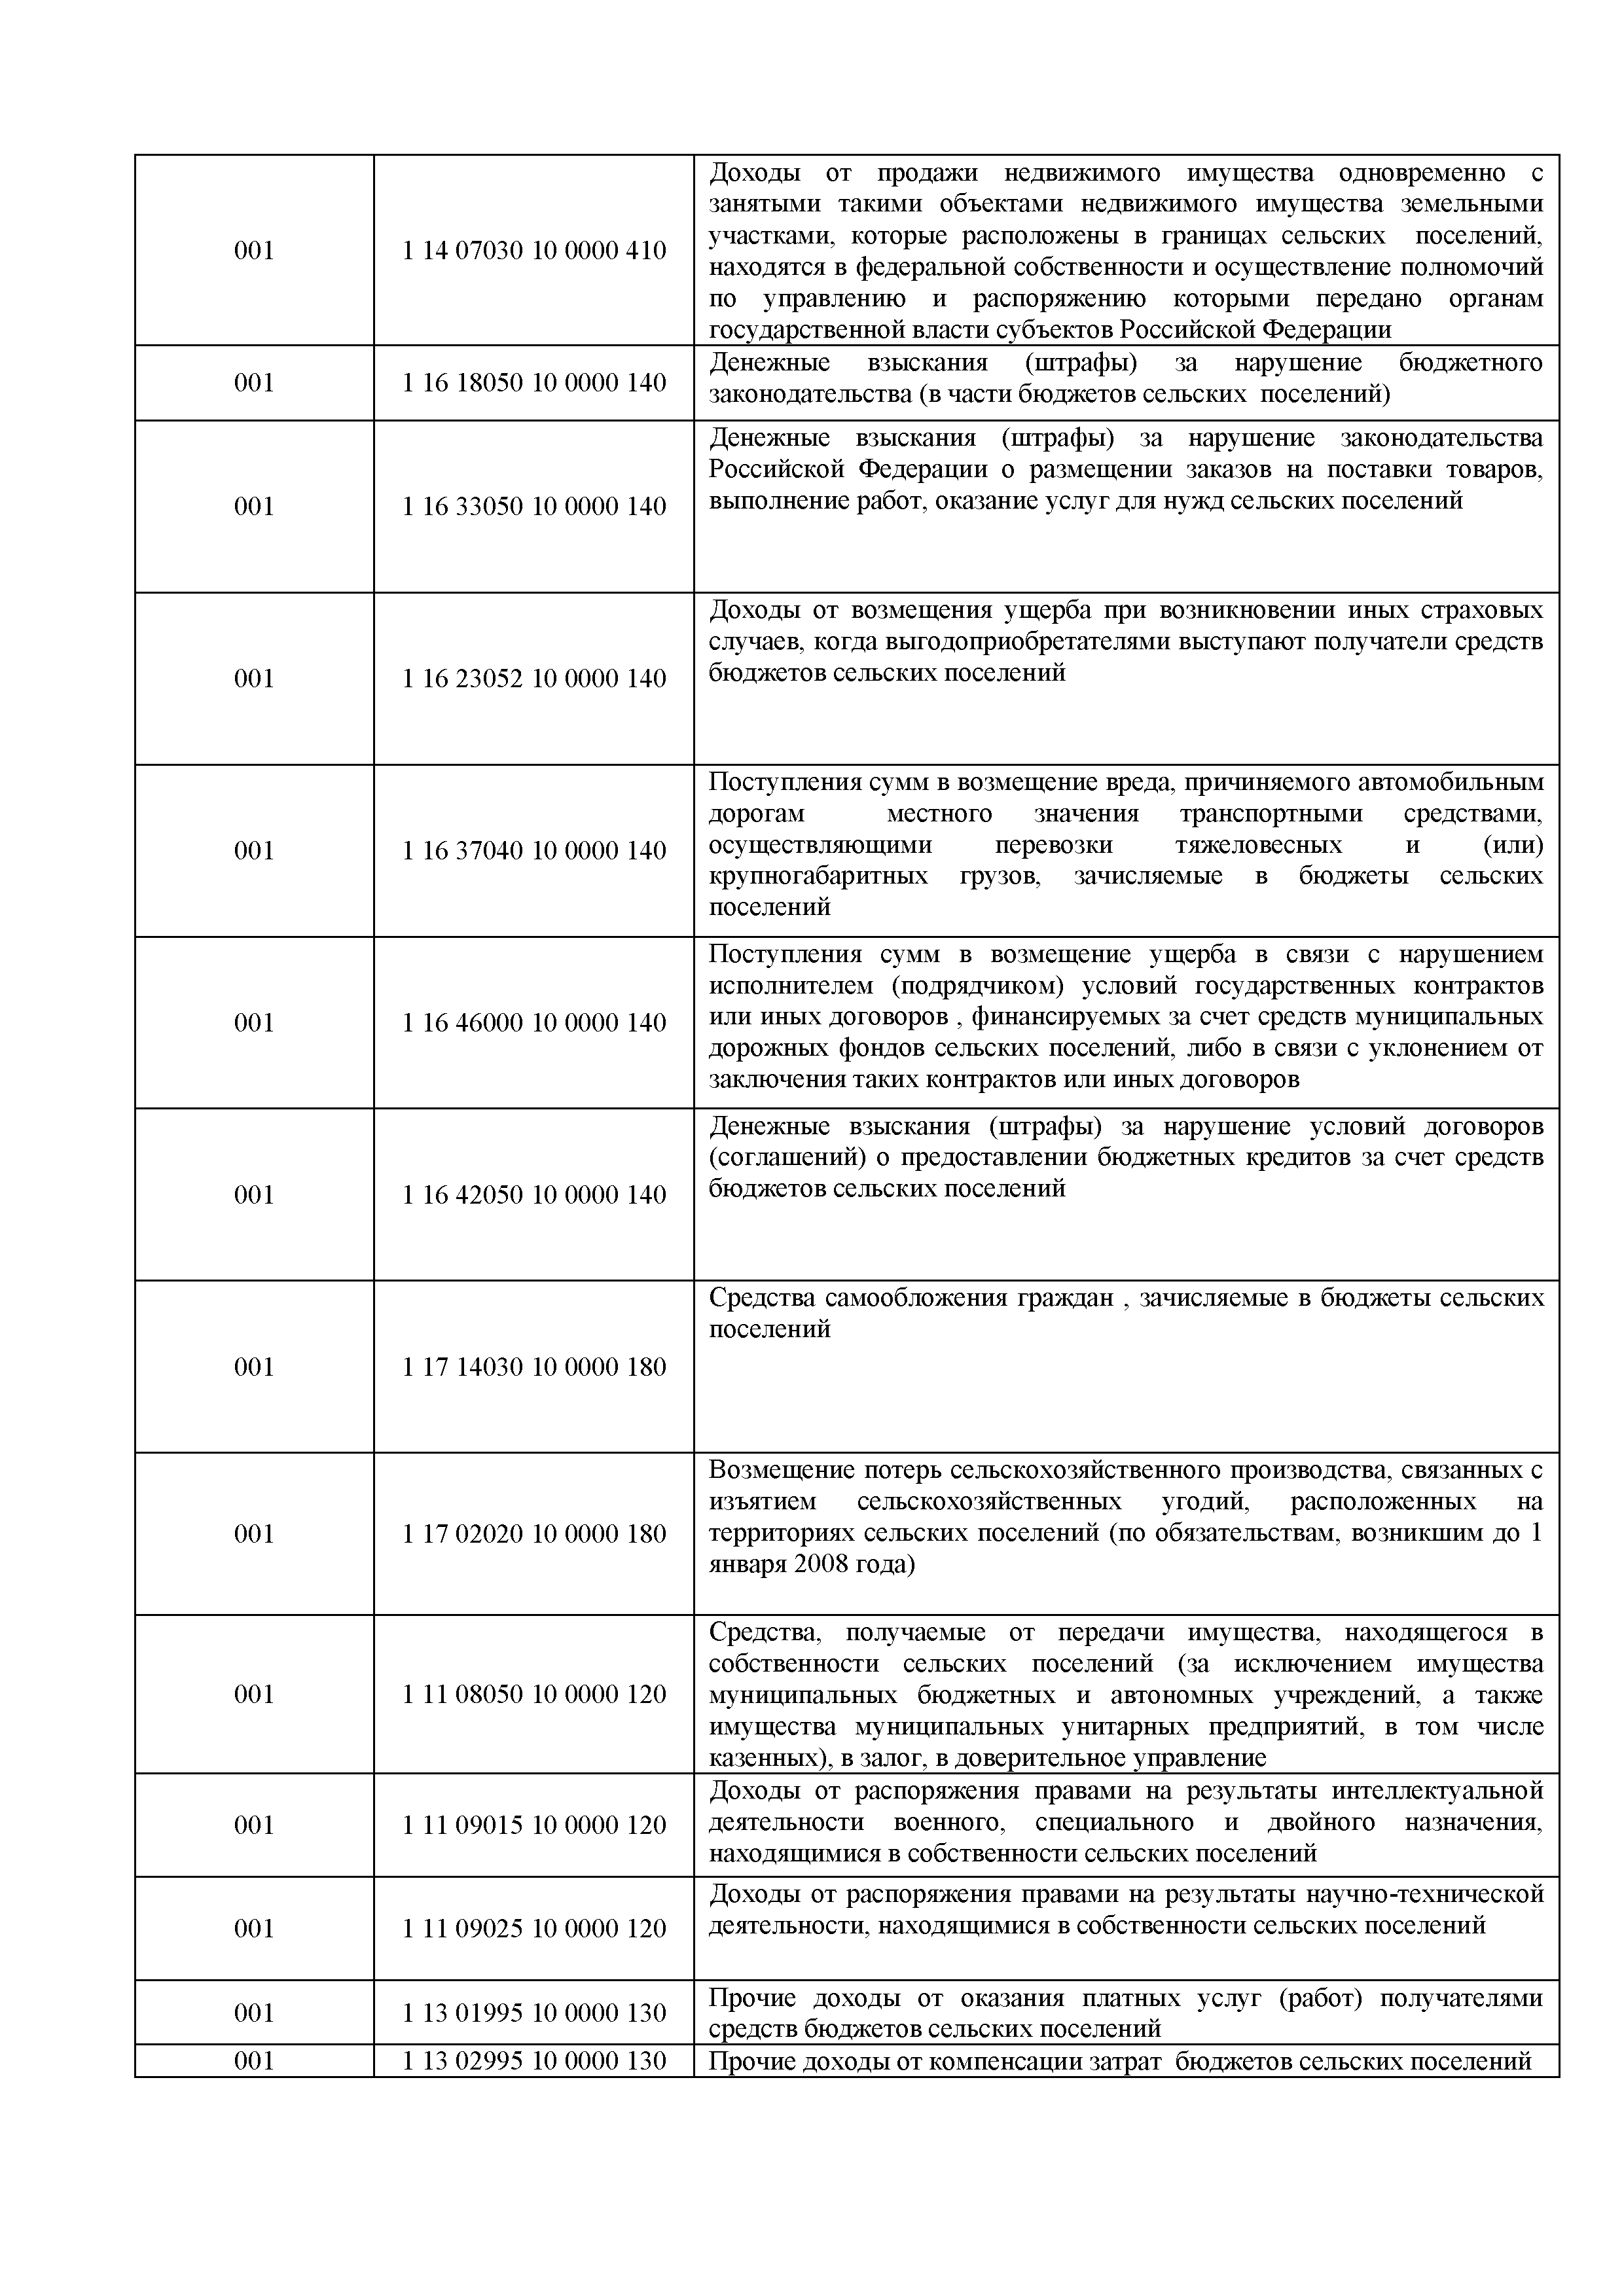 001
1 14 07030 10 0000 410
Доходы от продажи недвижимого имущества одновременно с
занятыми такими объектами недвижимого имущества земельными
участками, которые расположены в границах сельских поселений,
находятся в федеральной собственности и осуществление полномочий
по управлению и распоряжению которыми передано органам
государственной власти субъектов Российской Федерации
001
1 16 18050 10 0000 140
Денежные взыскания (штрафы) за нарушение бюджетного
законодательства (в части бюджетов сельских поселений)
001
1 16 33050 10 0000 140
Денежные взыскания (штрафы) за нарушение законодательства
Российской Федерации о размещении заказов на поставки товаров,
выполнение работ, оказание услуг для нужд сельских поселений
001
1 16 23052 10 0000 140
Доходы от возмещения ущерба при возникновении иных страховых
случаев, когда выгодоприобретателями выступают получатели средств
бюджетов сельских поселений
001
1 16 37040 10 0000 140
Поступления сумм в возмещение вреда, причиняемого автомобильным
дорогам местного значения транспортными средствами,
осуществляющими перевозки тяжеловесных и (или)
крупногабаритных грузов, зачисляемые в бюджеты сельских
поселений
001
1 16 46000 10 0000 140
Поступления сумм в возмещение ущерба в связи с нарушением
исполнителем (подрядчиком) условий государственных контрактов
или иных договоров , финансируемых за счет средств муниципальных
дорожных фондов сельских поселений, либо в связи с уклонением от
заключения таких контрактов или иных договоров
001
1 16 42050 10 0000 140
Денежные взыскания (штрафы) за нарушение условий договоров
(соглашений) о предоставлении бюджетных кредитов за счет средств
бюджетов сельских поселений
001
1 17 14030 10 0000 180
Средства самообложения граждан , зачисляемые в бюджеты сельских
поселений
001
1 17 02020 10 0000 180
Возмещение потерь сельскохозяйственного производства, связанных с
изъятием сельскохозяйственных угодий, расположенных на
территориях сельских поселений (по обязательствам, возникшим до 1
января 2008 года)
001
1 11 08050 10 0000 120
Средства, получаемые от передачи имущества, находящегося в
собственности сельских поселений (за исключением имущества
муниципальных бюджетных и автономных учреждений, а также
имущества муниципальных унитарных предприятий, в том числе
казенных), в залог, в доверительное управление
001
1 11 09015 10 0000 120
Доходы от распоряжения правами на результаты интеллектуальной
деятельности военного, специального и двойного назначения,
находящимися в собственности сельских поселений
001
1 11 09025 10 0000 120
Доходы от распоряжения правами на результаты научно-технической
деятельности, находящимися в собственности сельских поселений
001
1 13 01995 10 0000 130
Прочие доходы от оказания платных услуг (работ) получателями
средств бюджетов сельских поселений
001
1 13 02995 10 0000 130
Прочие доходы от компенсации затрат бюджетов сельских поселений